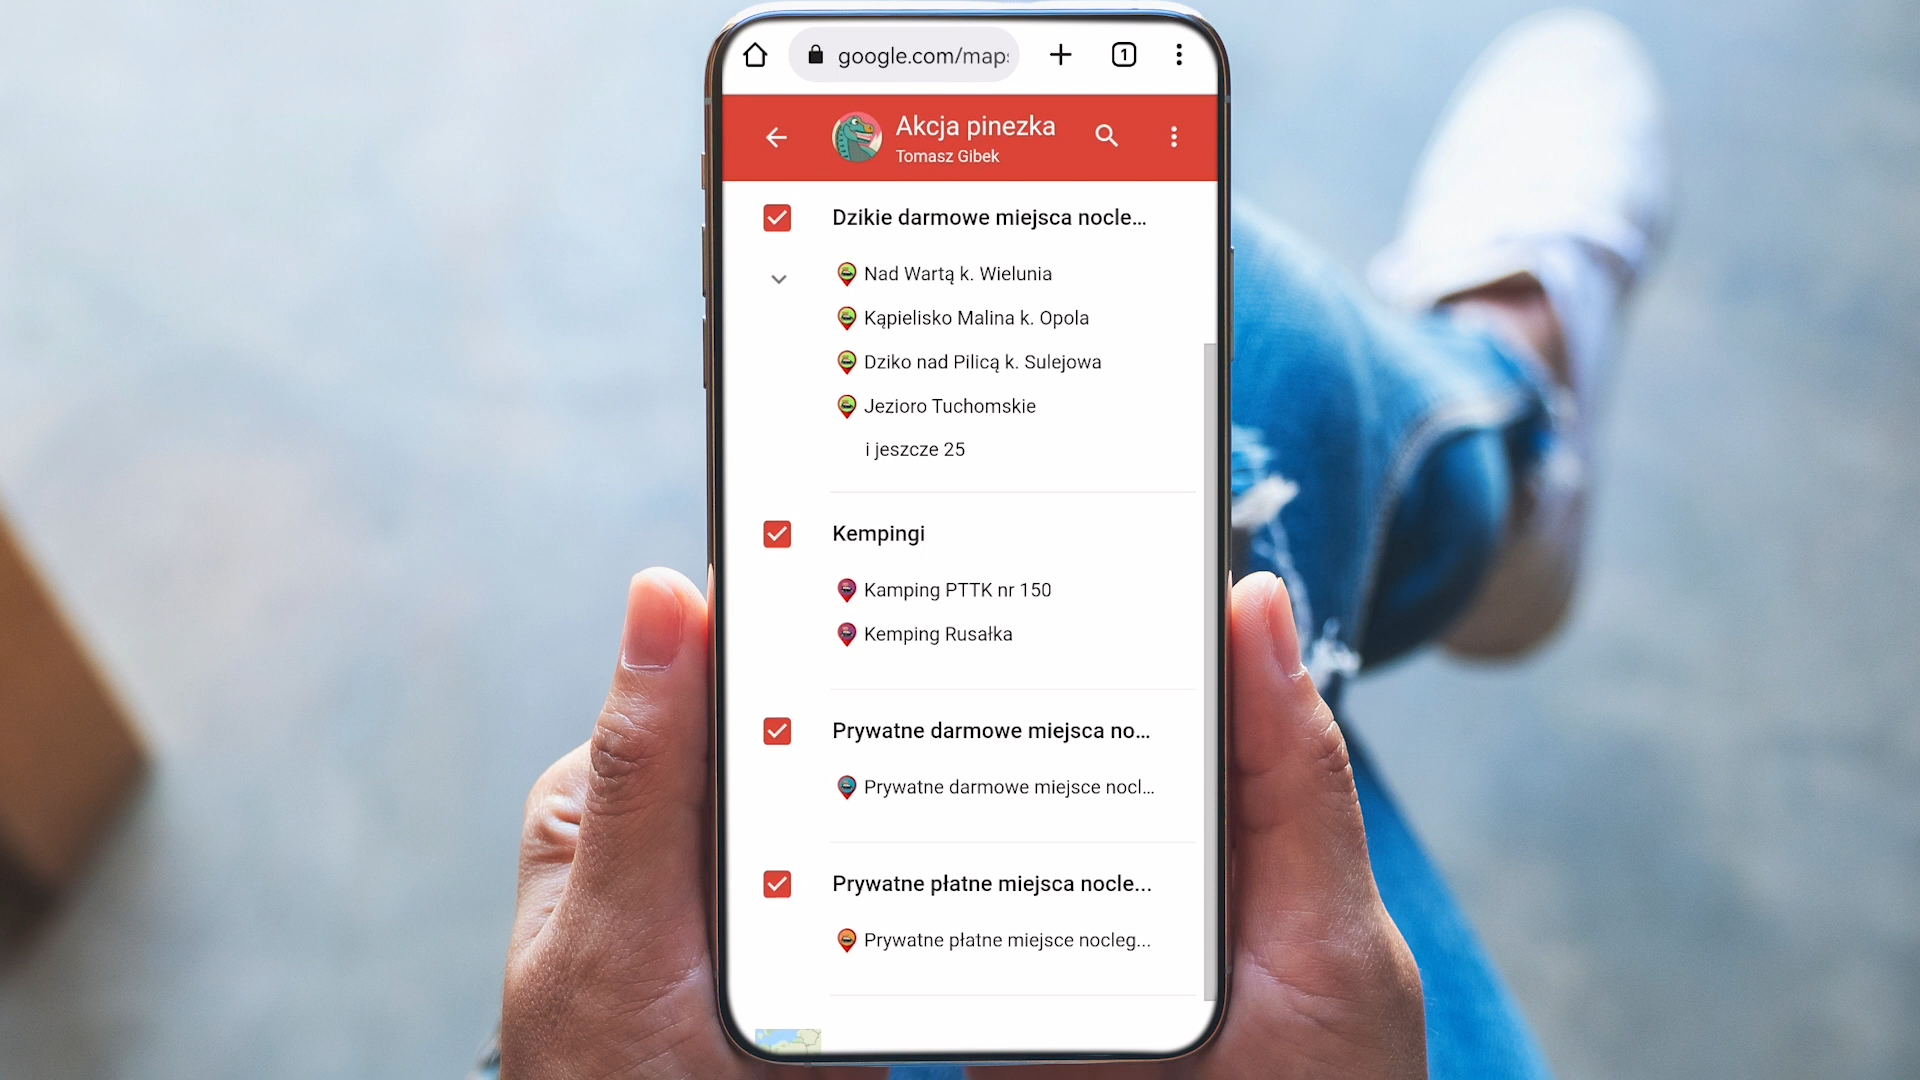 google.com/maps
1
Akcja pinezka
Tomasz Gibek
Dzikie darmowe miejsca nocle...
Nad Wartą k. Wielunia
Kąpielisko Malina k. Opola
Dziko nad Pilicą k. Sulejowa
Jezioro Tuchomskie
i jeszcze 25
Kempingi
Kamping PTTK nr 150
Kemping Rusałka
Prywatne darmowe miejsca no...
Prywatne darmowe miejsce nocl...
Prywatne płatne miejsca nocle...
Prywatne płatne miejsce nocleg...